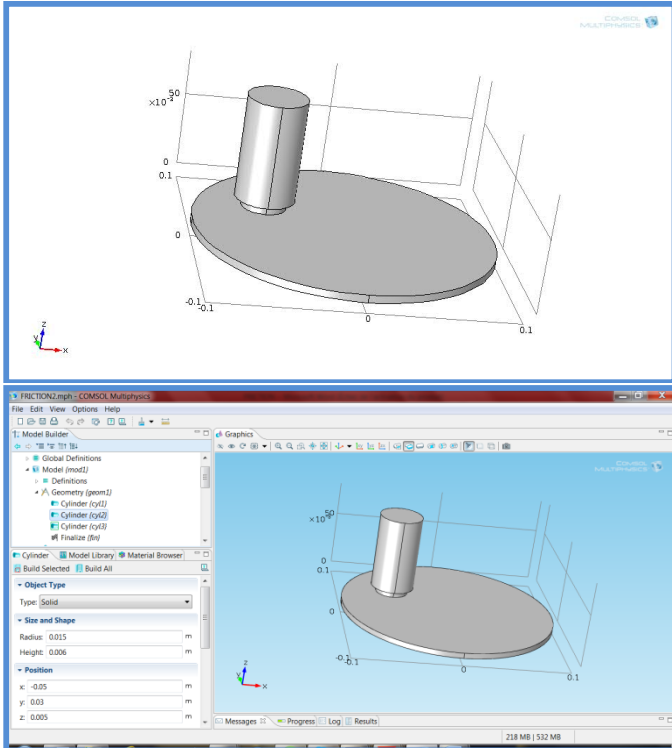 COMSOL
MULTIPHYSICS
50
×10⁻³
0
0.1
0
-0.1
-0.1
0
0.1
z
y
x
FRICTION2.mph - COMSOL Multiphysics
File Edit View Options Help
Model Builder
Graphics
Global Definitions
Model (mod1)
Definitions
Geometry (geom1)
Cylinder (cyl1)
Cylinder (cyl2)
Cylinder (cyl3)
Finalize (fin)
COMSOL
MULTIPHYSICS
50
0
0.1
0
-0.1
-0.1
0
0.1
z
y
x
Cylinder Model Library Material Browser
Build Selected Build All
Object Type
Type: Solid
Size and Shape
Radius: 0.015 m
Height: 0.006 m
Position
x: -0.05 m
y: 0.03 m
z: 0.005 m
Messages Progress Log Results
218 MB | 532 MB